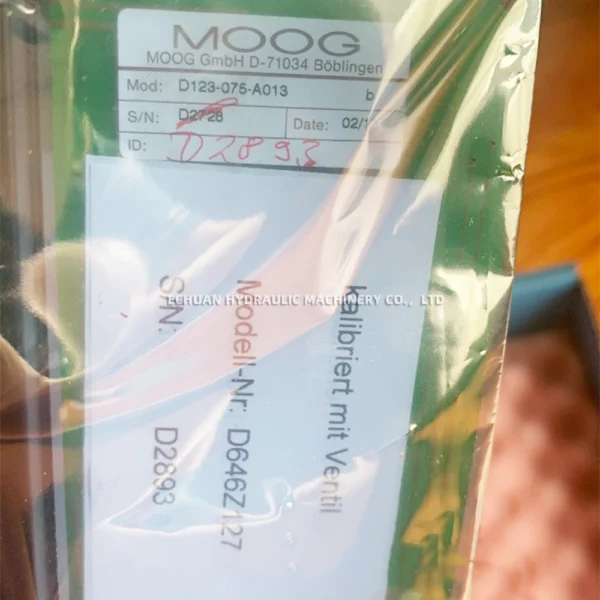 MOOG
MOOG GmbH D-71034 Böblingen
Mod: D123-075-A013 b
S/N: D2728 Date: 02/
ID: D2893
LEHUAN HYDRAULIC MACHINERY CO., LTD
kalibriert mit Ventil
Modell-Nr: D646Z127
S/N: D2893